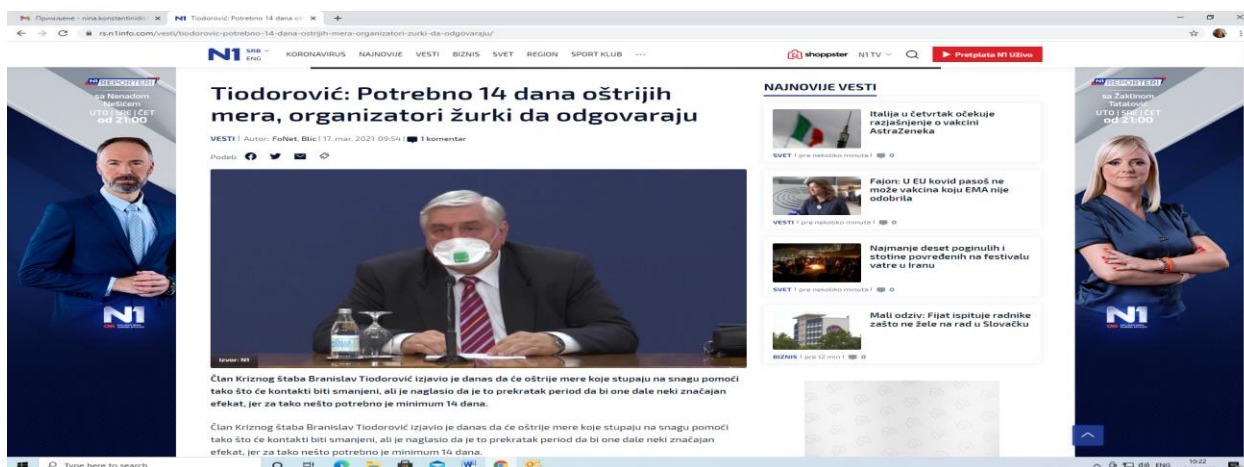 Примљене - nina.konstantinidi
N1 Tiodorović: Potrebno 14 dana o
rs.n1info.com/vesti/tiodorovic-potrebno-14-dana-ostrijih-mera-organizatori-zurki-da-odgovaraju/
N1 SRB ENG KORONAVIRUS NAJNOVIJE VESTI BIZNIS SVET REGION SPORT KLUB ...
shoppster N1 TV Pretplata N1 Uživo
N1 REPORTERI
sa Nenadom
Nešićem
UTO | SRE | ČET
od 21:00
N1
Tiodorović: Potrebno 14 dana oštrijih
mera, organizatori žurki da odgovaraju
VESTI | Autor: FoNet, Blic | 17. mar. 2021 09:54 | 1 komentar
Podeli:
Izvor: N1
Član Kriznog štaba Branislav Tiodorović izjavio je danas da će oštrije mere koje stupaju na snagu pomoći
tako što će kontakti biti smanjeni, ali je naglasio da je to prekratak period da bi one dale neki značajan
efekat, jer za tako nešto potrebno je minimum 14 dana.
Član Kriznog štaba Branislav Tiodorović izjavio je danas da će oštrije mere koje stupaju na snagu pomoći
tako što će kontakti biti smanjeni, ali je naglasio da je to prekratak period da bi one dale neki značajan
efekat, jer za tako nešto potrebno je minimum 14 dana.
NAJNOVIJE VESTI
Italija u četvrtak očekuje
razjašnjenje o vakcini
AstraZeneka
SVET | pre nekoliko minuta | 0
Fajon: U EU kovid pasoš ne
može vakcina koju EMA nije
odobrila
VESTI | pre nekoliko minuta | 0
Najmanje deset poginulih i
stotine povređenih na festivalu
vatre u Iranu
SVET | pre nekoliko minuta | 0
Mali odziv: Fijat ispituje radnike
zašto ne žele na rad u Slovačku
BIZNIS | pre 12 min | 0
N1 REPORTERI
sa Žaklinom
Tatalović
UTO | SRE | ČET
od 21:00
N1
Type here to search
ENG 10:22